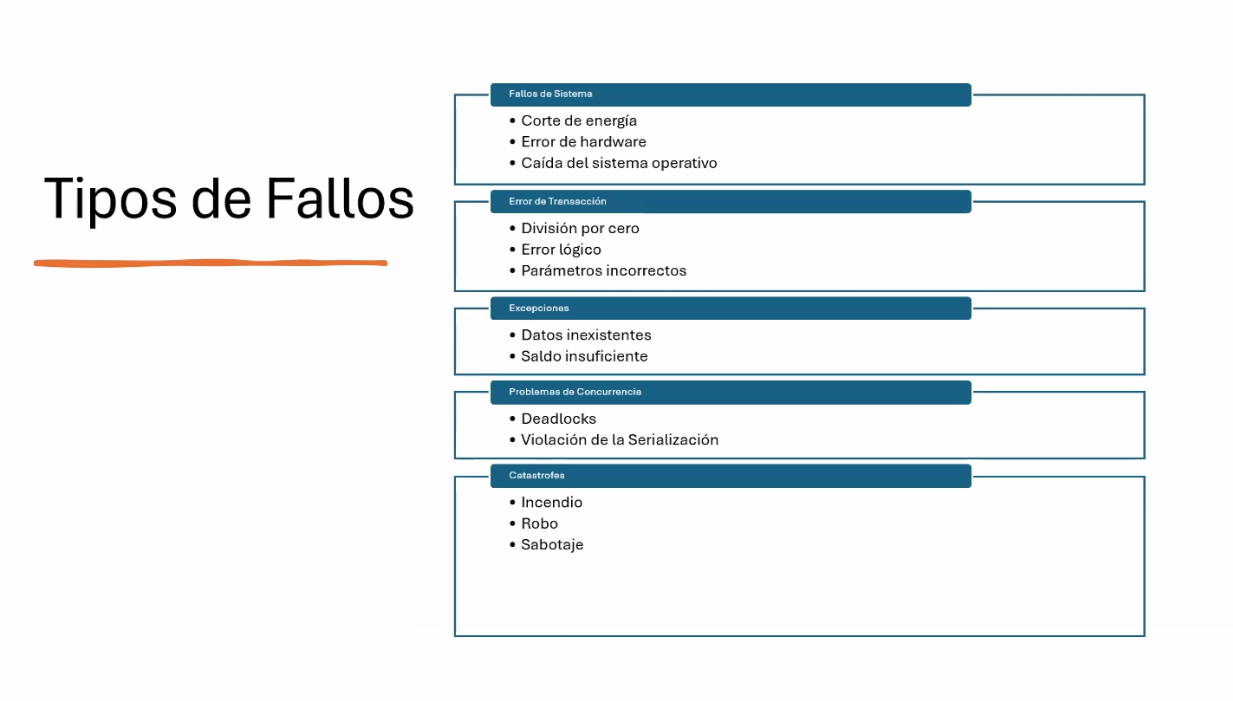 Tipos de Fallos
Fallos de Sistema
• Corte de energía
• Error de hardware
• Caída del sistema operativo
Error de Transacción
• División por cero
• Error lógico
• Parámetros incorrectos
Excepciones
• Datos inexistentes
• Saldo insuficiente
Problemas de Concurrencia
• Deadlocks
• Violación de la Serialización
Catastrofes
• Incendio
• Robo
• Sabotaje